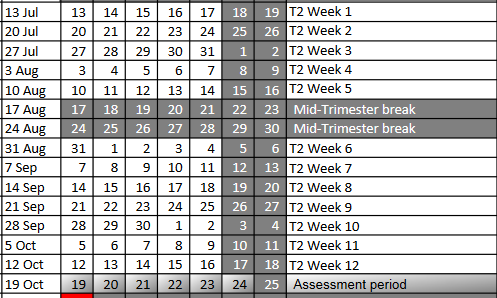 13 Jul 13 14 15 16 17 18 19 T2 Week 1
20 Jul 20 21 22 23 24 25 26 T2 Week 2
27 Jul 27 28 29 30 31 1 2 T2 Week 3
3 Aug 3 4 5 6 7 8 9 T2 Week 4
10 Aug 10 11 12 13 14 15 16 T2 Week 5
17 Aug 17 18 19 20 21 22 23 Mid-Trimester break
24 Aug 24 25 26 27 28 29 30 Mid-Trimester break
31 Aug 31 1 2 3 4 5 6 T2 Week 6
7 Sep 7 8 9 10 11 12 13 T2 Week 7
14 Sep 14 15 16 17 18 19 20 T2 Week 8
21 Sep 21 22 23 24 25 26 27 T2 Week 9
28 Sep 28 29 30 1 2 3 4 T2 Week 10
5 Oct 5 6 7 8 9 10 11 T2 Week 11
12 Oct 12 13 14 15 16 17 18 T2 Week 12
19 Oct 19 20 21 22 23 24 25 Assessment period